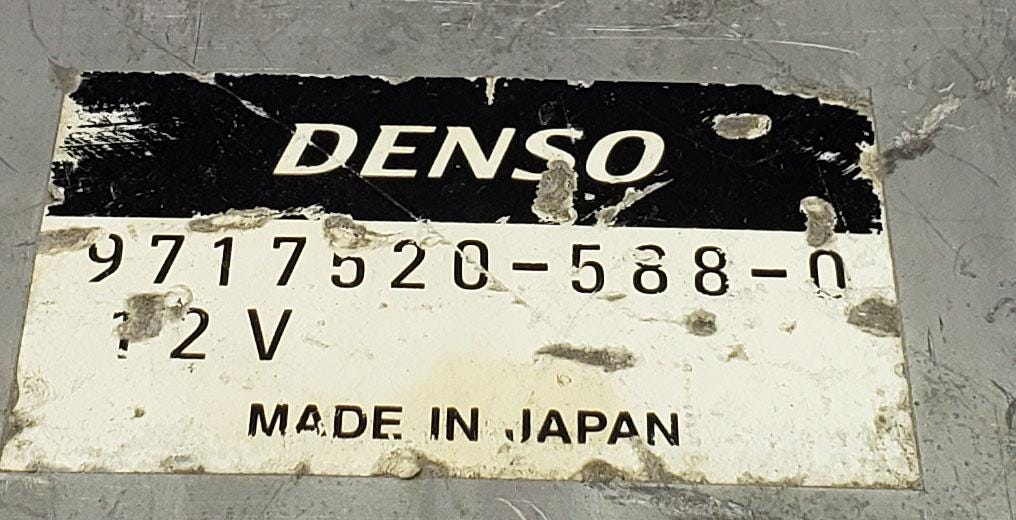 DENSO
9717520-588-0
12V
MADE IN JAPAN